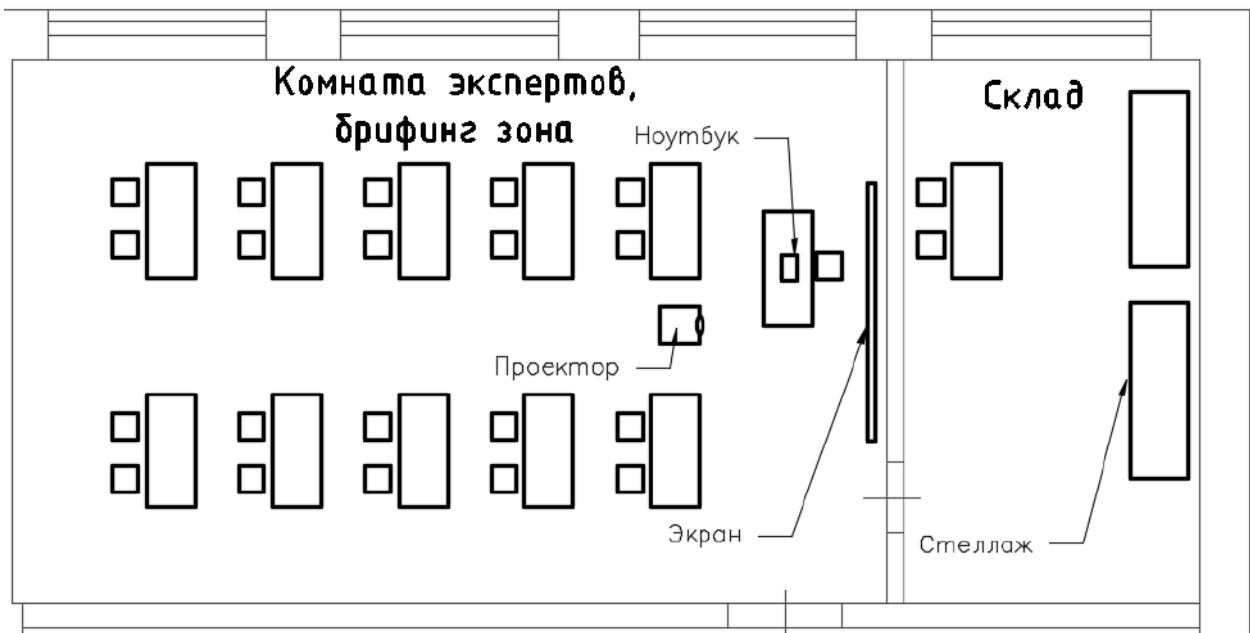 Комната экспертов,
брифинг зона
Склад
Ноутбук
Проектор
Экран
Стеллаж